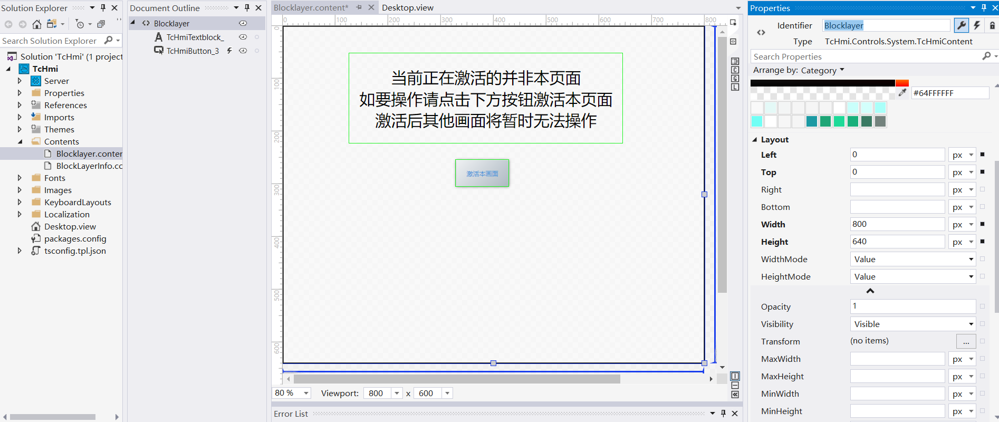 Solution Explorer
Search Solution Explorer
Solution 'TcHmi' (1 project
TcHmi
Server
Properties
References
Imports
Themes
Contents
Blocklayer.conter
BlockLayerInfo.cc
Fonts
Images
KeyboardLayouts
Localization
Desktop.view
packages.config
tsconfig.tpl.json
Document Outline
Blocklayer
TcHmiTextblock_
TcHmiButton_3
Blocklayer.content*
Desktop.view
0 100 200 300 400 500 600 700 800
0
100
200
300
400
500
600
当前正在激活的并非本页面
如要操作请点击下方按钮激活本页面
激活后其他画面将暂时无法操作
激活本画面
80 %
Viewport: 800 x 600
Error List
C
G
L
Properties
Identifier Blocklayer
Type TcHmi.Controls.System.TcHmiContent
Search Properties
Arrange by: Category
#64FFFFFF
Layout
Left 0 px
Top 0 px
Right px
Bottom px
Width 800 px
Height 640 px
WidthMode Value
HeightMode Value
Opacity 1
Visibility Visible
Transform (no items) ...
MaxWidth px
MaxHeight px
MinWidth px
MinHeight px